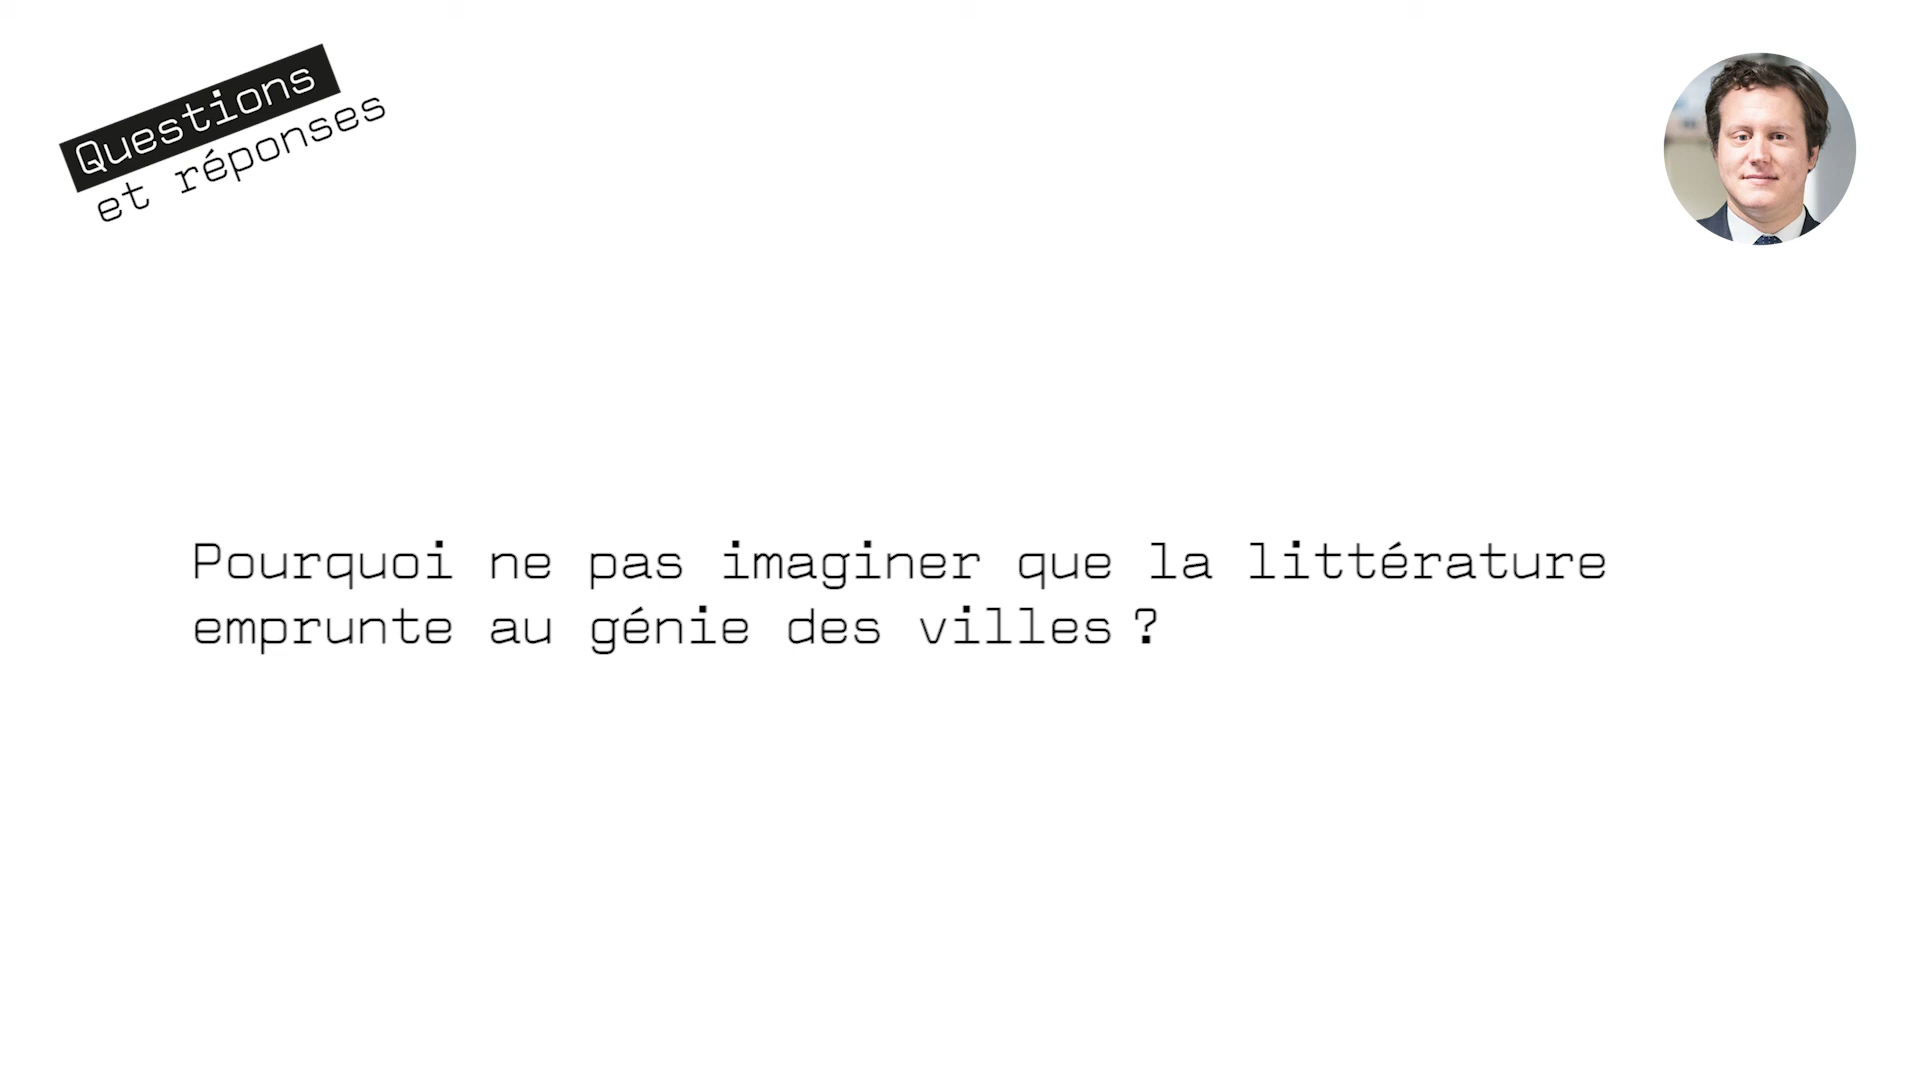 Questions
et réponses
Pourquoi ne pas imaginer que la littérature
emprunte au génie des villes ?